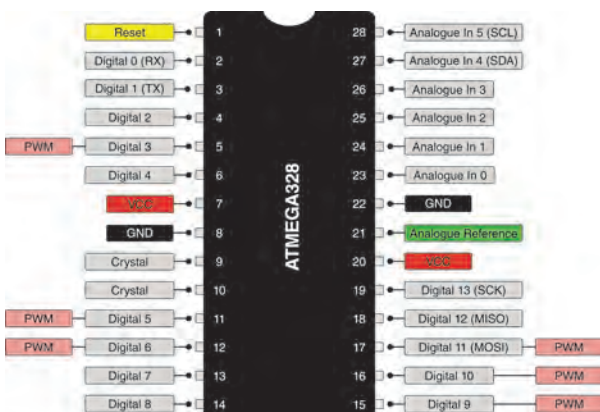 Reset 1 28 Analogue In 5 (SCL)
Digital 0 (RX) 2 27 Analogue In 4 (SDA)
Digital 1 (TX) 3 26 Analogue In 3
Digital 2 4 25 Analogue In 2
PWM Digital 3 5 24 Analogue In 1
Digital 4 6 23 Analogue In 0
VCC 7 22 GND
GND 8 21 Analogue Reference
Crystal 9 20 VCC
Crystal 10 19 Digital 13 (SCK)
PWM Digital 5 11 18 Digital 12 (MISO)
PWM Digital 6 12 17 Digital 11 (MOSI) PWM
Digital 7 13 16 Digital 10 PWM
Digital 8 14 15 Digital 9 PWM
ATMEGA328